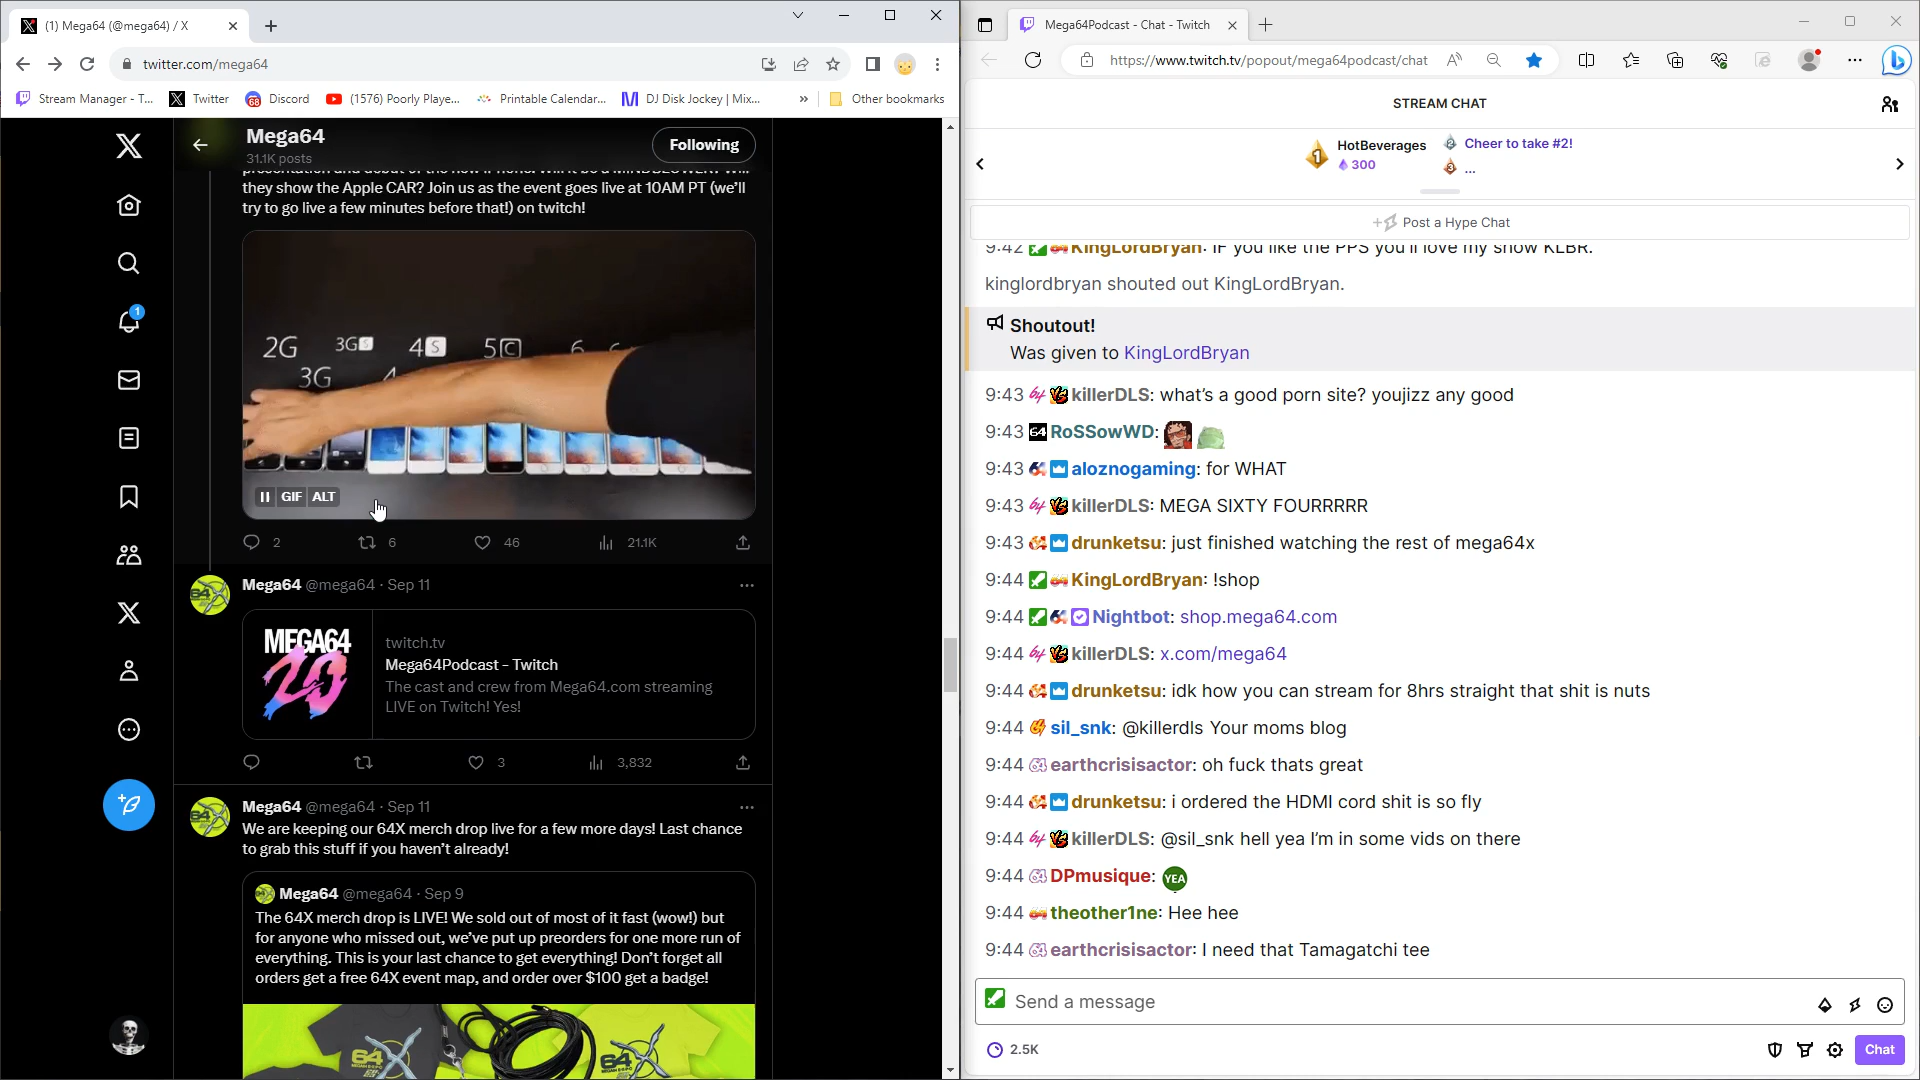 (1) Mega64 (@mega64) / X
twitter.com/mega64
Stream Manager - T...
Twitter
Discord
(1576) Poorly Playe...
Printable Calendar...
DJ Disk Jockey | Mix...
»
Other bookmarks
Mega64
31.1K posts
Following
they show the Apple CAR? Join us as the event goes live at 10AM PT (we'll
try to go live a few minutes before that!) on twitch!
2G 3GS 4S 5C 6
3G 4
GIF ALT
2 6 46 21.1K
Mega64 @mega64 · Sep 11
MEGA64
20
twitch.tv
Mega64Podcast - Twitch
The cast and crew from Mega64.com streaming
LIVE on Twitch! Yes!
3 3,832
Mega64 @mega64 · Sep 11
We are keeping our 64X merch drop live for a few more days! Last chance
to grab this stuff if you haven't already!
Mega64 @mega64 · Sep 9
The 64X merch drop is LIVE! We sold out of most of it fast (wow!) but
for anyone who missed out, we've put up preorders for one more run of
everything. This is your last chance to get everything! Don't forget all
orders get a free 64X event map, and order over $100 get a badge!
64
64
1
Mega64Podcast - Chat - Twitch
https://www.twitch.tv/popout/mega64podcast/chat
STREAM CHAT
1 HotBeverages
300
2 Cheer to take #2!
3 ...
Post a Hype Chat
9:42 KingLordBryan: IF you like the PPS you'll love my show KLBR.
kinglordbryan shouted out KingLordBryan.
Shoutout!
Was given to KingLordBryan
9:43 killerDLS: what's a good porn site? youjizz any good
9:43 64 RoSSowWD:
9:43 aloznogaming: for WHAT
9:43 killerDLS: MEGA SIXTY FOURRRRR
9:43 drunketsu: just finished watching the rest of mega64x
9:44 KingLordBryan: !shop
9:44 Nightbot: shop.mega64.com
9:44 killerDLS: x.com/mega64
9:44 drunketsu: idk how you can stream for 8hrs straight that shit is nuts
9:44 sil_snk: @killerdls Your moms blog
9:44 earthcrisisactor: oh fuck thats great
9:44 drunketsu: i ordered the HDMI cord shit is so fly
9:44 killerDLS: @sil_snk hell yea I'm in some vids on there
9:44 DPmusique: YEA
9:44 theother1ne: Hee hee
9:44 earthcrisisactor: I need that Tamagatchi tee
Send a message
2.5K
Chat